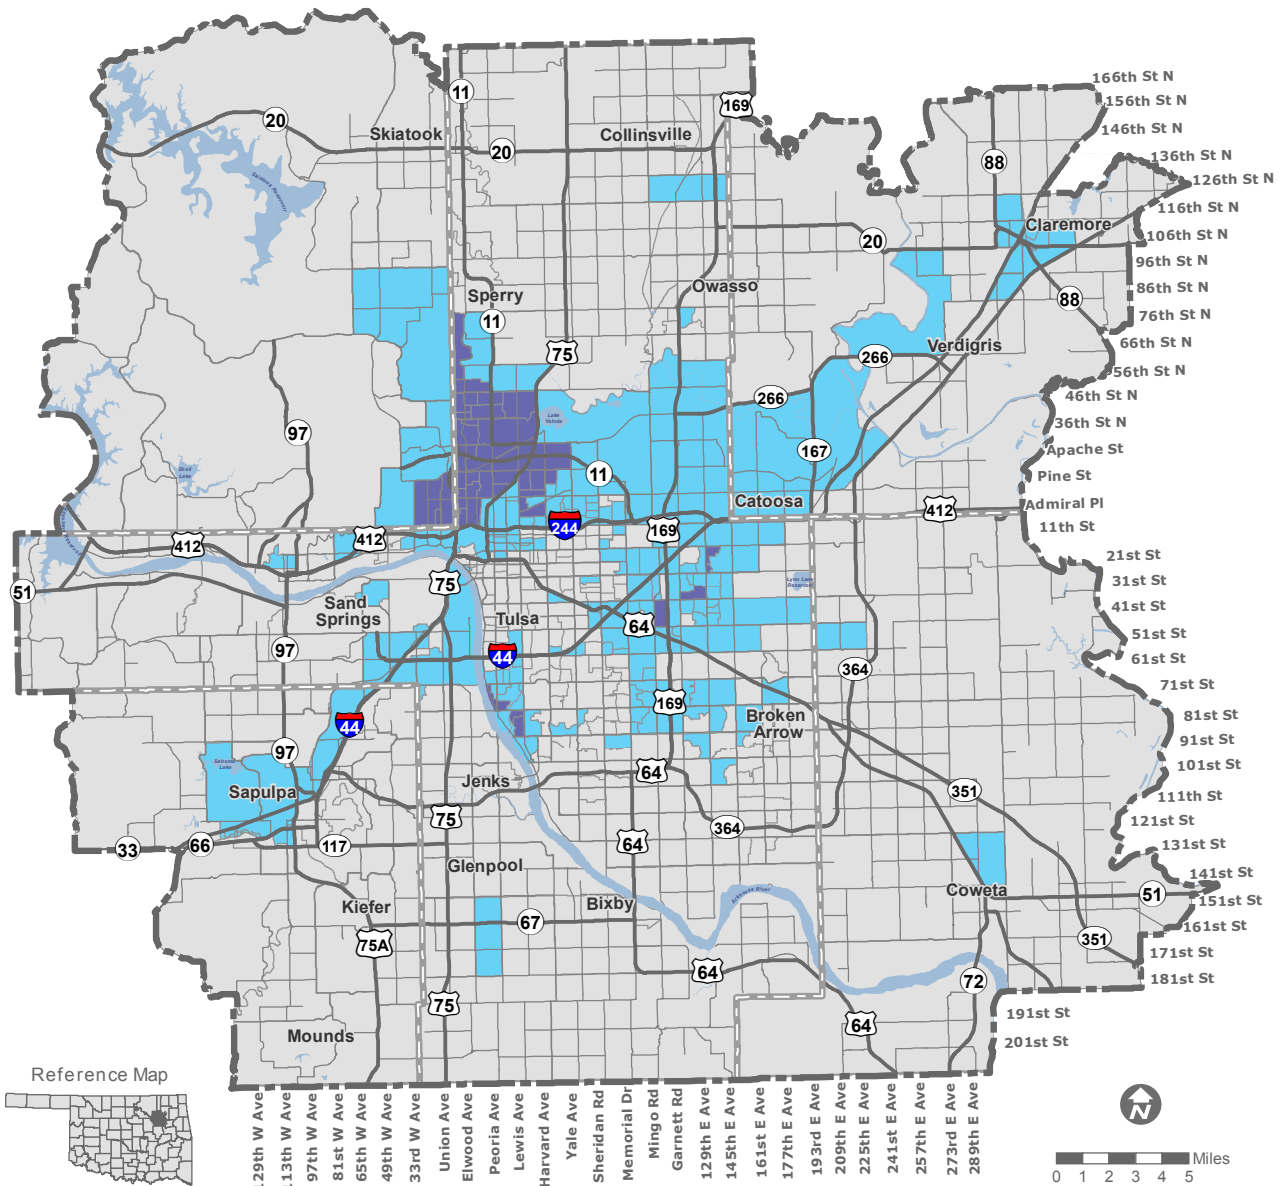 166th St N
156th St N
146th St N
136th St N
126th St N
116th St N
106th St N
96th St N
86th St N
76th St N
66th St N
56th St N
46th St N
36th St N
Apache St
Pine St
Admiral Pl
11th St
21st St
31st St
41st St
51st St
61st St
71st St
81st St
91st St
101st St
111th St
121st St
131st St
141st St
151st St
161st St
171st St
181st St
191st St
201st St
11
169
20
Skiatook
Collinsville
20
88
Claremore
20
Owasso
Sperry
88
11
75
Verdigris
266
266
Lake Yahola
97
167
11
Shell Lake
Catoosa
412
244
169
412
412
51
75
Sand
Springs
Tulsa
64
97
44
364
169
44
Broken
Arrow
97
Sahoma Lake
64
Jenks
Sapulpa
351
75
364
33
66
117
64
Glenpool
Coweta
Arkansas River
51
Kiefer
Bixby
67
351
75A
64
72
75
64
Mounds
Reference Map
129th W Ave
113th W Ave
97th W Ave
81st W Ave
65th W Ave
49th W Ave
33rd W Ave
Union Ave
Elwood Ave
Peoria Ave
Lewis Ave
Harvard Ave
Yale Ave
Sheridan Rd
Memorial Dr
Mingo Rd
Garnett Rd
129th E Ave
145th E Ave
161st E Ave
177th E Ave
193rd E Ave
209th E Ave
225th E Ave
241st E Ave
257th E Ave
273rd E Ave
289th E Ave
N
Miles
0 1 2 3 4 5